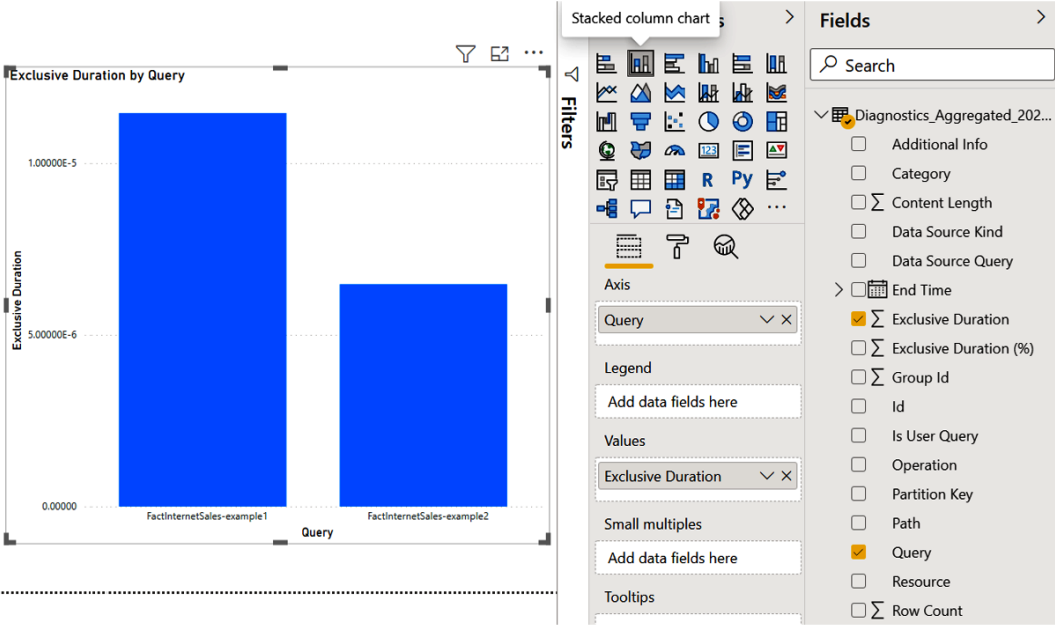 Stacked column chart
s
Fields
Search
Filters
Exclusive Duration by Query
1.00000E-5
5.00000E-6
0.00000
Exclusive Duration
FactInternetSales-example1
FactInternetSales-example2
Query
123
R
Py
Axis
Query
Legend
Add data fields here
Values
Exclusive Duration
Small multiples
Add data fields here
Tooltips
Diagnostics_Aggregated_202...
Additional Info
Category
Content Length
Data Source Kind
Data Source Query
End Time
Exclusive Duration
Exclusive Duration (%)
Group Id
Id
Is User Query
Operation
Partition Key
Path
Query
Resource
Row Count